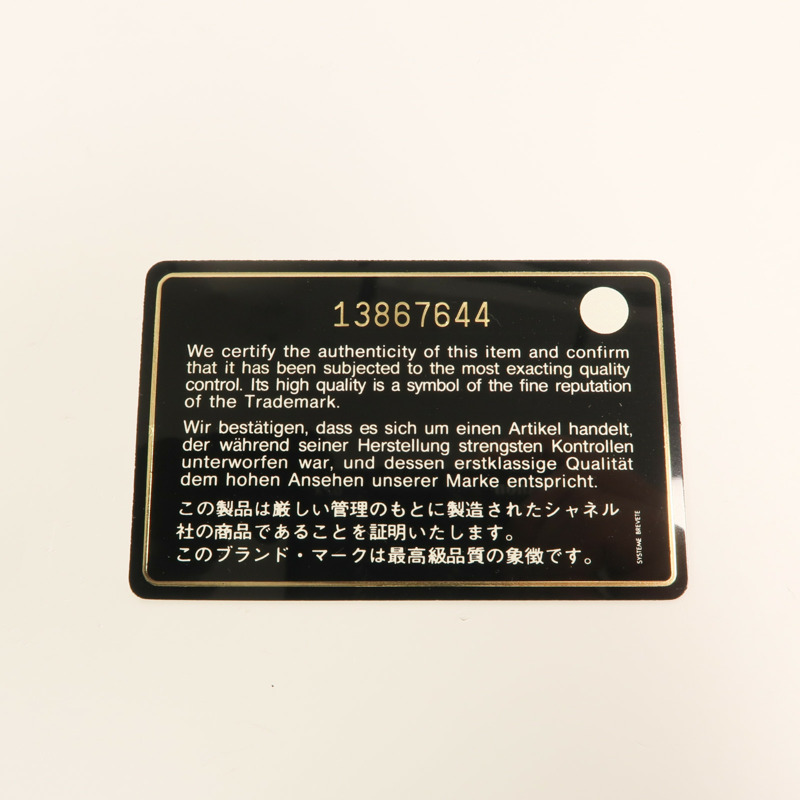 13867644
We certify the authenticity of this item and confirm
that it has been subjected to the most exacting quality
control. Its high quality is a symbol of the fine reputation
of the Trademark.
Wir bestätigen, dass es sich um einen Artikel handelt,
der während seiner Herstellung strengsten Kontrollen
unterworfen war, und dessen erstklassige Qualität
dem hohen Ansehen unserer Marke entspricht.
この製品は厳しい管理のもとに製造されたシャネル
社の商品であることを証明いたします。
このブランド・マークは最高級品質の象徴です。
SYSTEME BREVETE